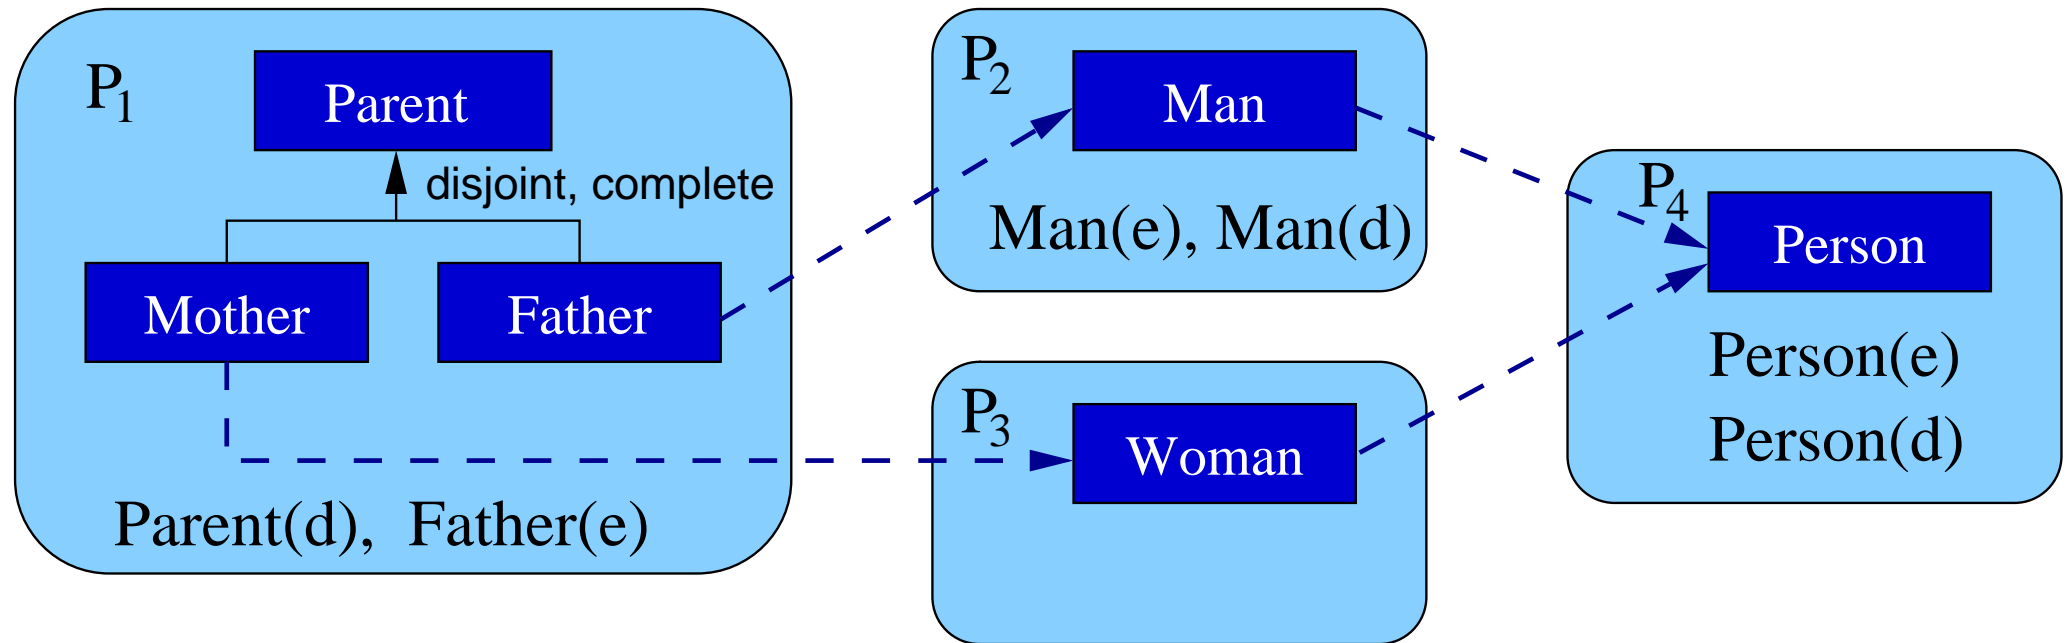 P1
Parent
disjoint, complete
Mother
Father
Parent(d), Father(e)
P2
Man
Man(e), Man(d)
P3
Woman
P4
Person
Person(e)
Person(d)